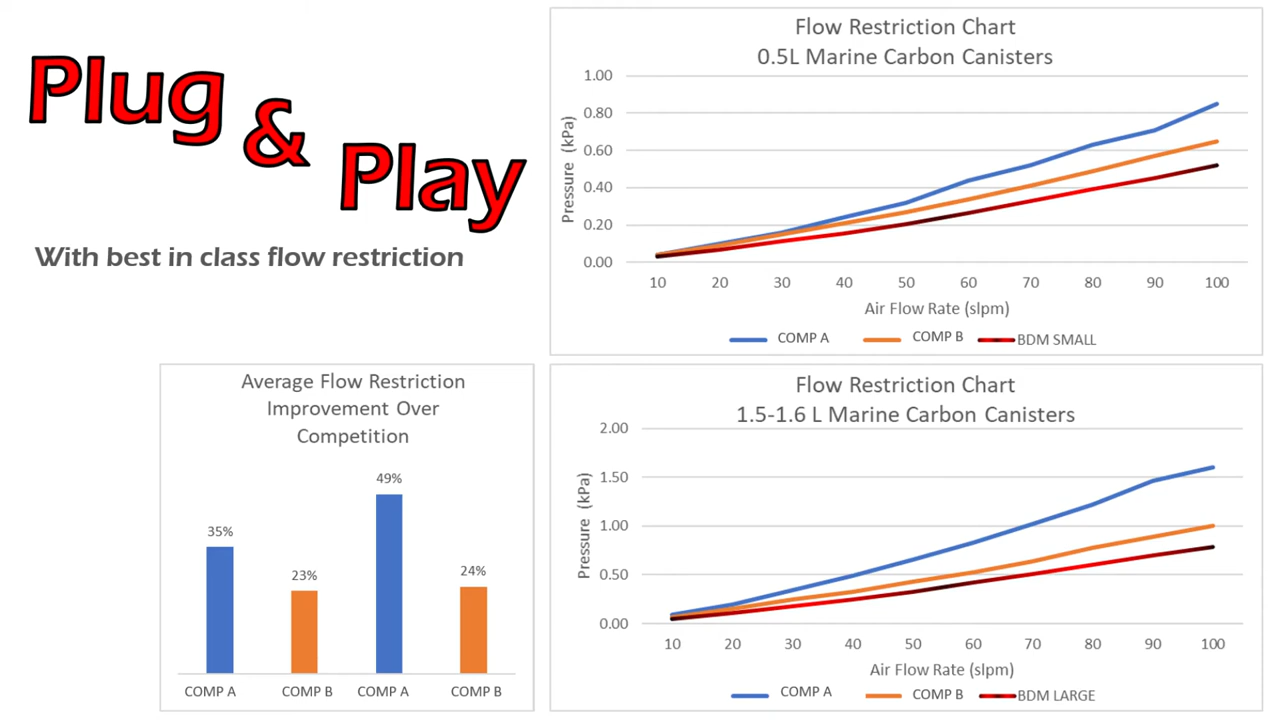 Plug
&
Play
With best in class flow restriction
Flow Restriction Chart
0.5L Marine Carbon Canisters
1.00
0.80
0.60
0.40
0.20
0.00
Pressure (kPa)
10 20 30 40 50 60 70 80 90 100
Air Flow Rate (slpm)
COMP A COMP B BDM SMALL
Average Flow Restriction
Improvement Over
Competition
35%
23%
49%
24%
COMP A COMP B COMP A COMP B
Flow Restriction Chart
1.5-1.6 L Marine Carbon Canisters
2.00
1.50
1.00
0.50
0.00
Pressure (kPa)
10 20 30 40 50 60 70 80 90 100
Air Flow Rate (slpm)
COMP A COMP B BDM LARGE